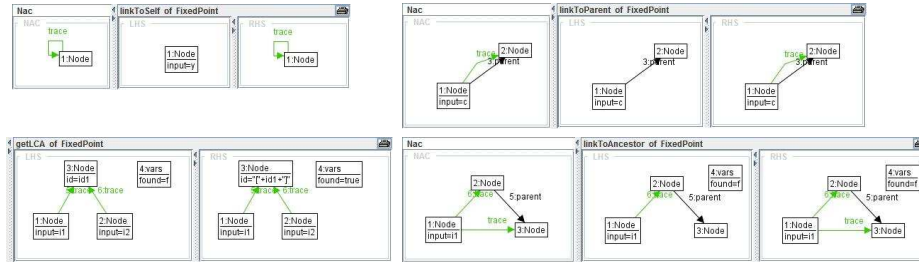 Nac
linkToSelf of FixedPoint
NAC
trace
1:Node
LHS
1:Node
input=y
RHS
trace
1:Node
Nac
linkToParent of FixedPoint
NAC
2:Node
trace
3:parent
1:Node
input=c
LHS
2:Node
3:parent
1:Node
input=c
RHS
2:Node
trace
3:parent
1:Node
input=c
getLCA of FixedPoint
LHS
3:Node
id=id1
4:vars
found=f
6:trace
1:Node
input=i1
2:Node
input=i2
RHS
3:Node
id="["+id1+"]"
4:vars
found=true
6:trace
1:Node
input=i1
2:Node
input=i2
Nac
linkToAncestor of FixedPoint
NAC
2:Node
6:trace
5:parent
1:Node
input=i1
trace
3:Node
LHS
4:vars
found=f
2:Node
6:trace
5:parent
1:Node
input=i1
3:Node
RHS
4:vars
found=f
2:Node
6:trace
5:parent
1:Node
input=i1
trace
3:Node